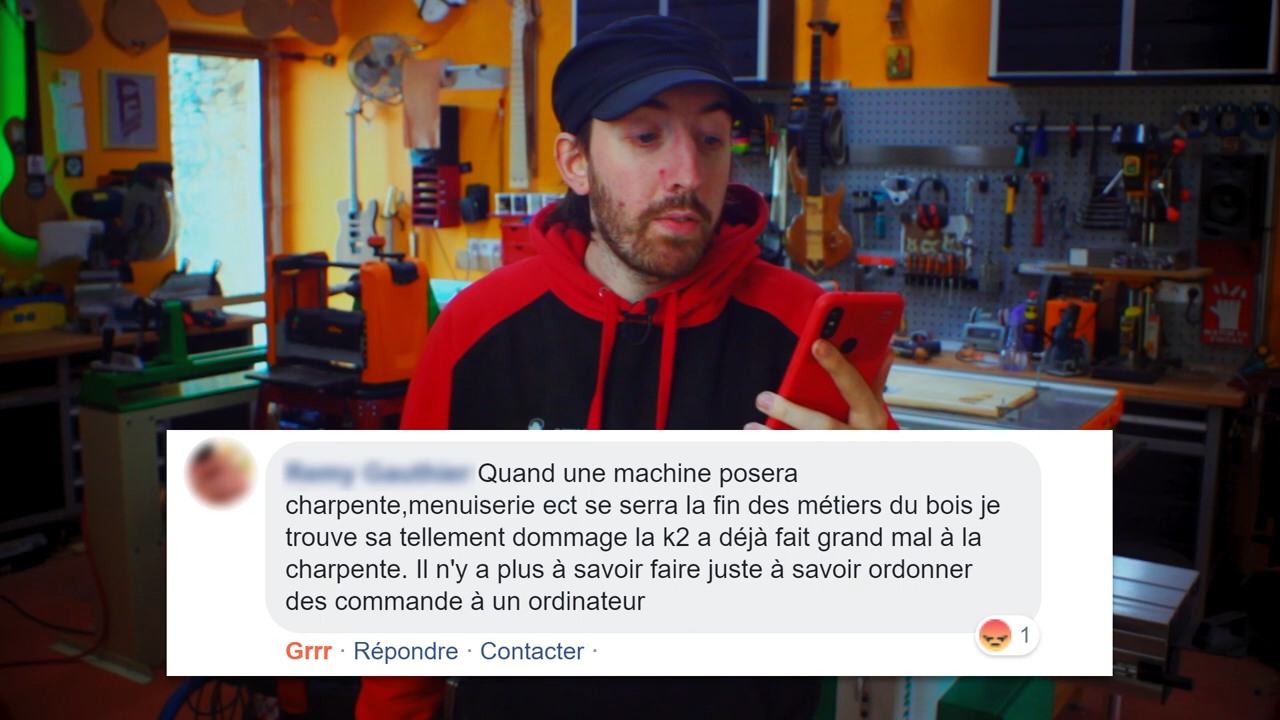 Quand une machine posera
charpente,menuiserie ect se serra la fin des métiers du bois je
trouve sa tellement dommage la k2 a déjà fait grand mal à la
charpente. Il n'y a plus à savoir faire juste à savoir ordonner
des commande à un ordinateur
1
Grrr · Répondre · Contacter ·